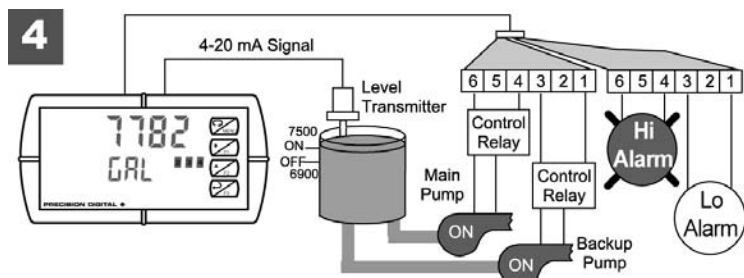 4
4-20 mA Signal
7782
GAL
PRECISION DIGITAL
Level
Transmitter
7500
ON
OFF
6900
6 5 4 3 2 1
6 5 4 3 2 1
Control
Relay
Control
Relay
Hi
Alarm
Lo
Alarm
Main
Pump
ON
Backup
Pump
ON